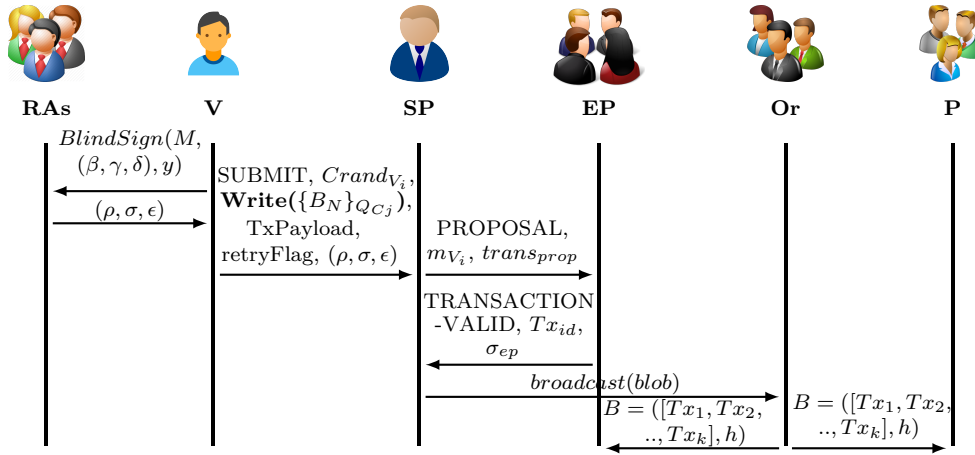 RAs V SP EP Or P
BlindSign(M,
(β, γ, δ), y)
(ρ, σ, ϵ)
SUBMIT, Crand_{V_i},
Write({B_N}_{Q_{Cj}}),
TxPayload,
retryFlag, (ρ, σ, ϵ)
PROPOSAL,
m_{V_i}, trans_{prop}
TRANSACTION
-VALID, Tx_{id},
σ_{ep}
broadcast(blob)
B = ([Tx_1, Tx_2,
.., Tx_k], h)
B = ([Tx_1, Tx_2,
.., Tx_k], h)